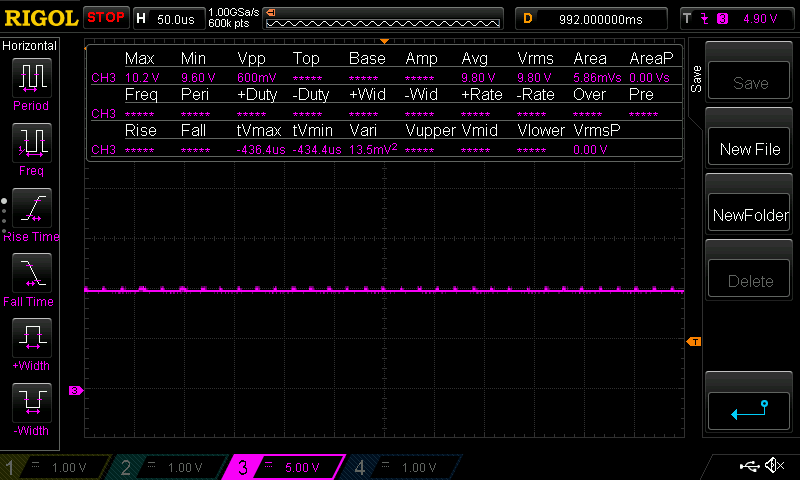 RIGOL STOP H 50.0us 1.00GSa/s 600k pts D 992.000000ms T 3 4.90 V
Horizontal
Period
Freq
Rise Time
Fall Time
+Width
-Width
Max Min Vpp Top Base Amp Avg Vrms Area AreaP
CH3 10.2 V 9.60 V 600mV ***** ***** ***** 9.80 V 9.80 V 5.86mVs 0.00 Vs
Freq Peri +Duty -Duty +Wid -Wid +Rate -Rate Over Pre
CH3 ***** ***** ***** ***** ***** ***** ***** ***** ***** *****
Rise Fall tVmax tVmin Vari Vupper Vmid Vlower VrmsP
CH3 ***** ***** -436.4us -434.4us 13.5mV² ***** ***** ***** 0.00 V
T
3
Save
Save
New File
NewFolder
Delete
1 1.00 V 2 1.00 V 3 5.00 V 4 1.00 V